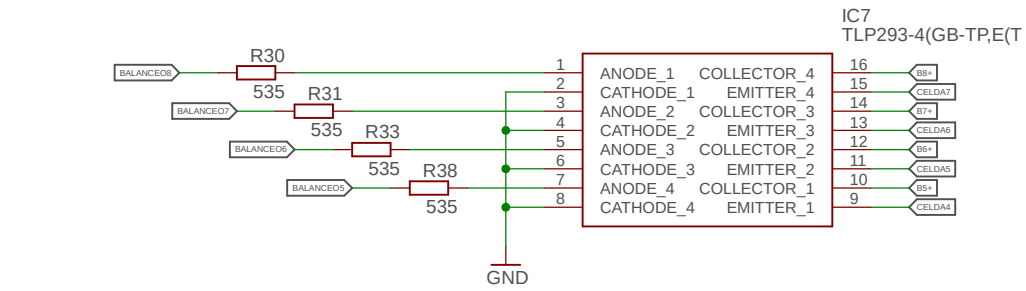 IC7
TLP293-4(GB-TP,E(T
R30
BALANCEO8
535
1
ANODE_1
COLLECTOR_4
16
B8+
2
CATHODE_1
EMITTER_4
15
CELDA7
R31
BALANCEO7
535
3
ANODE_2
COLLECTOR_3
14
B7+
4
CATHODE_2
EMITTER_3
13
CELDA6
R33
BALANCEO6
535
5
ANODE_3
COLLECTOR_2
12
B6+
6
CATHODE_3
EMITTER_2
11
CELDA5
R38
BALANCEO5
535
7
ANODE_4
COLLECTOR_1
10
B5+
8
CATHODE_4
EMITTER_1
9
CELDA4
GND